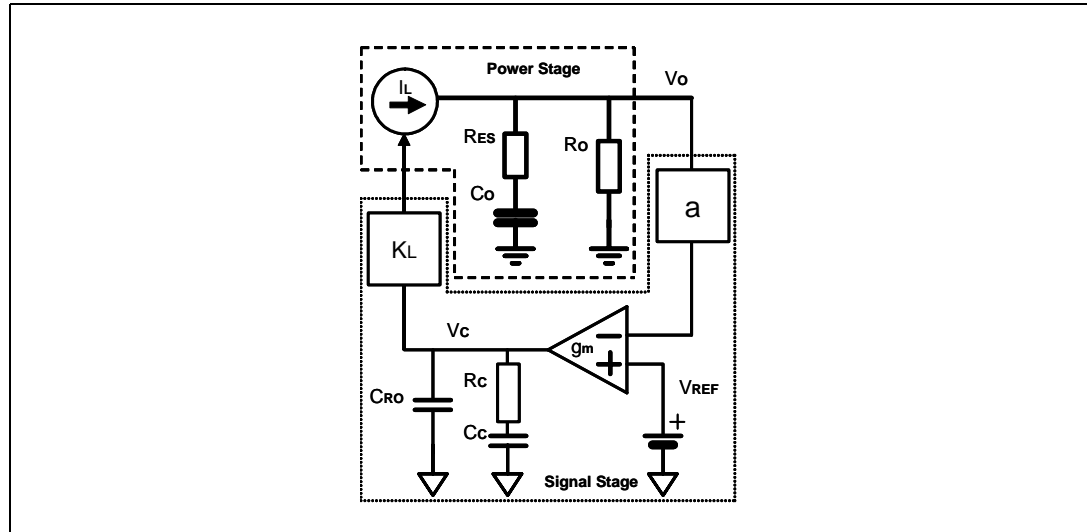 Power Stage
IL
VO
RES
RO
CO
a
KL
VC
gm
−
+
RC
CRO
CC
VREF
+
Signal Stage